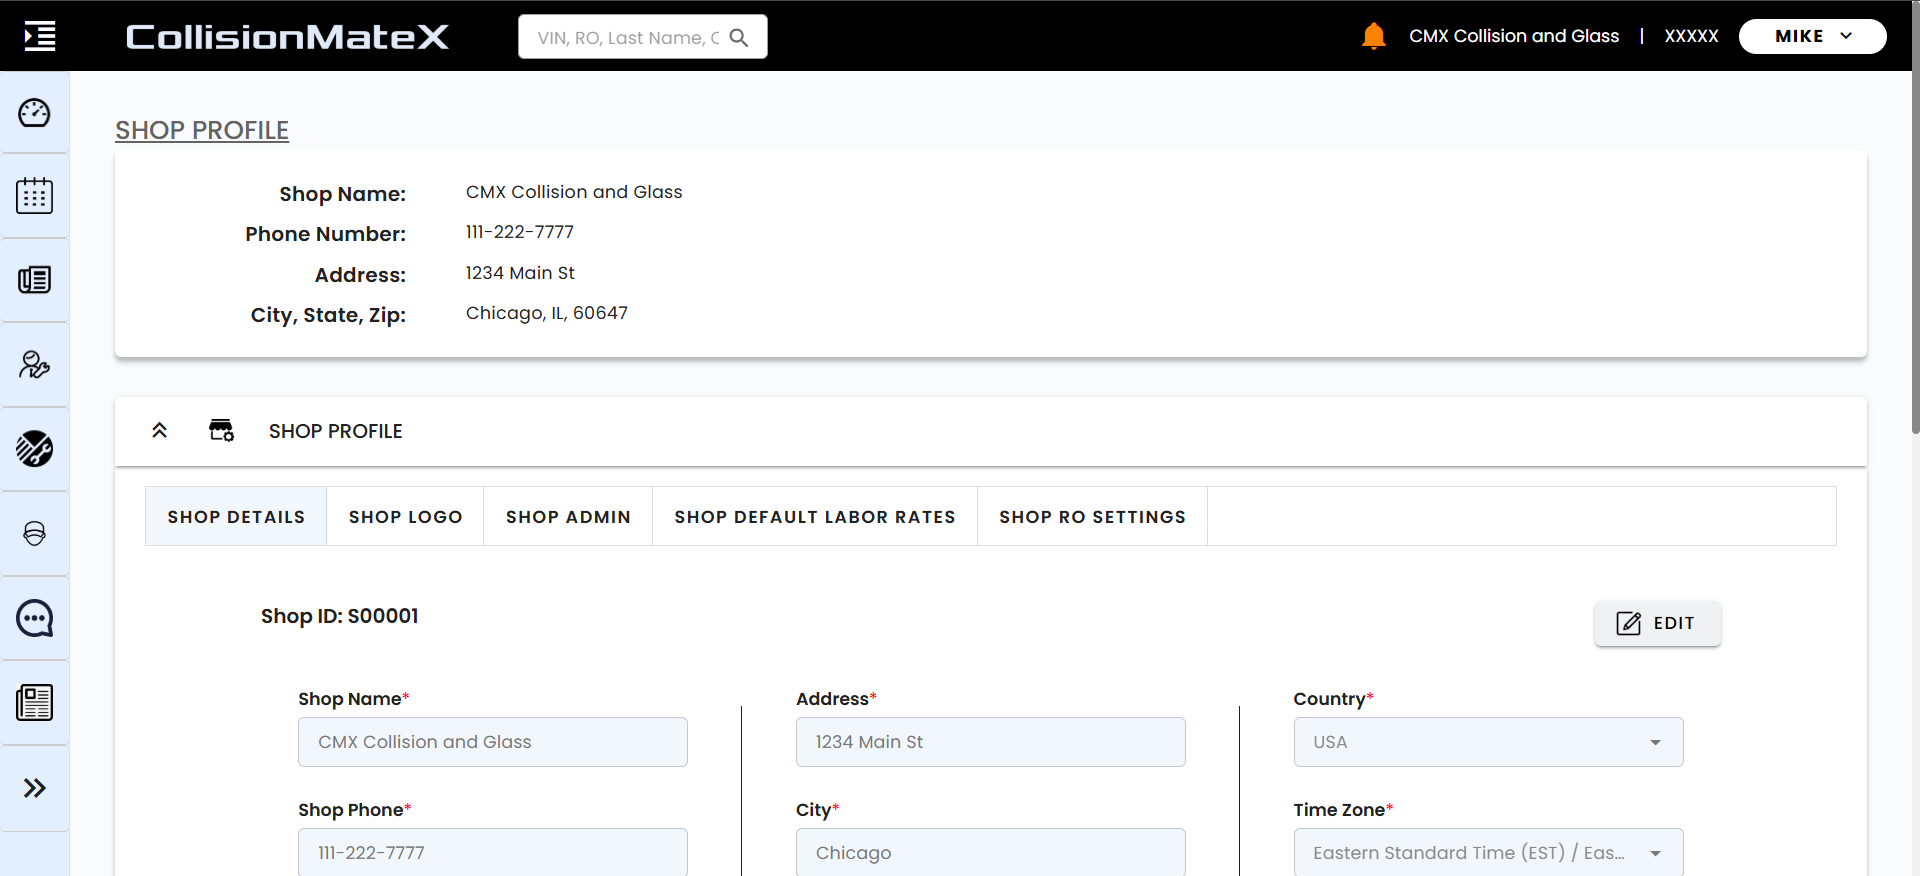 CollisionMateX
VIN, RO, Last Name,
CMX Collision and Glass | XXXXX
MIKE
SHOP PROFILE
Shop Name: CMX Collision and Glass
Phone Number: 111-222-7777
Address: 1234 Main St
City, State, Zip: Chicago, IL, 60647
SHOP PROFILE
SHOP DETAILS SHOP LOGO SHOP ADMIN SHOP DEFAULT LABOR RATES SHOP RO SETTINGS
Shop ID: S00001
EDIT
Shop Name* Address* Country*
CMX Collision and Glass 1234 Main St USA
Shop Phone* City* Time Zone*
111-222-7777 Chicago Eastern Standard Time (EST) / Eas...